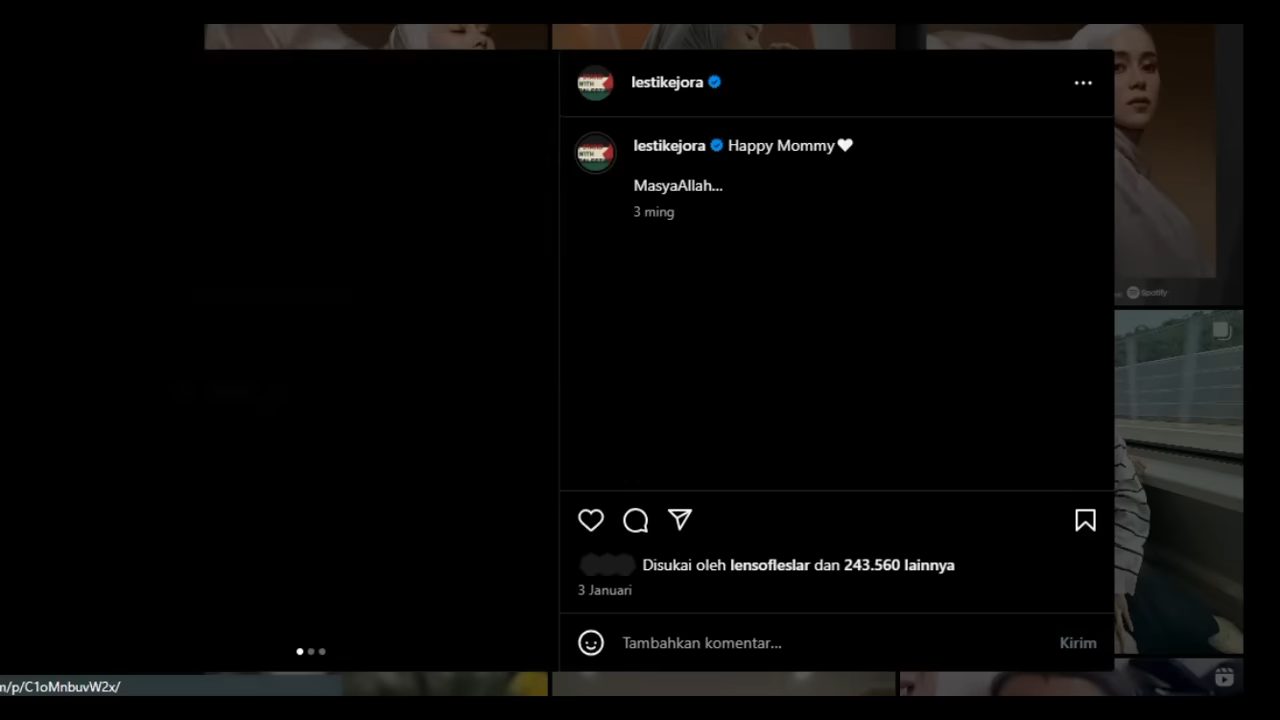 lestikejora
lestikejora Happy Mommy🤍
MasyaAllah...
3 ming
Spotify
Disukai oleh lensofleslar dan 243.560 lainnya
3 Januari
Tambahkan komentar... Kirim
m/p/C1oMnbuvW2x/